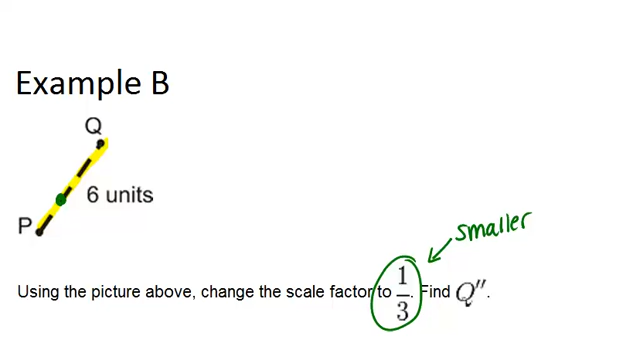 Example B
Q
6 units
P
smaller
Using the picture above, change the scale factor to 1/3. Find Q″.